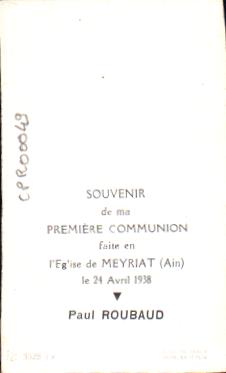 CPR00049
SOUVENIR
de ma
PREMIÈRE COMMUNION
faite en
l'Eglise de MEYRIAT (Ain)
le 24 Avril 1938
▼
Paul ROUBAUD